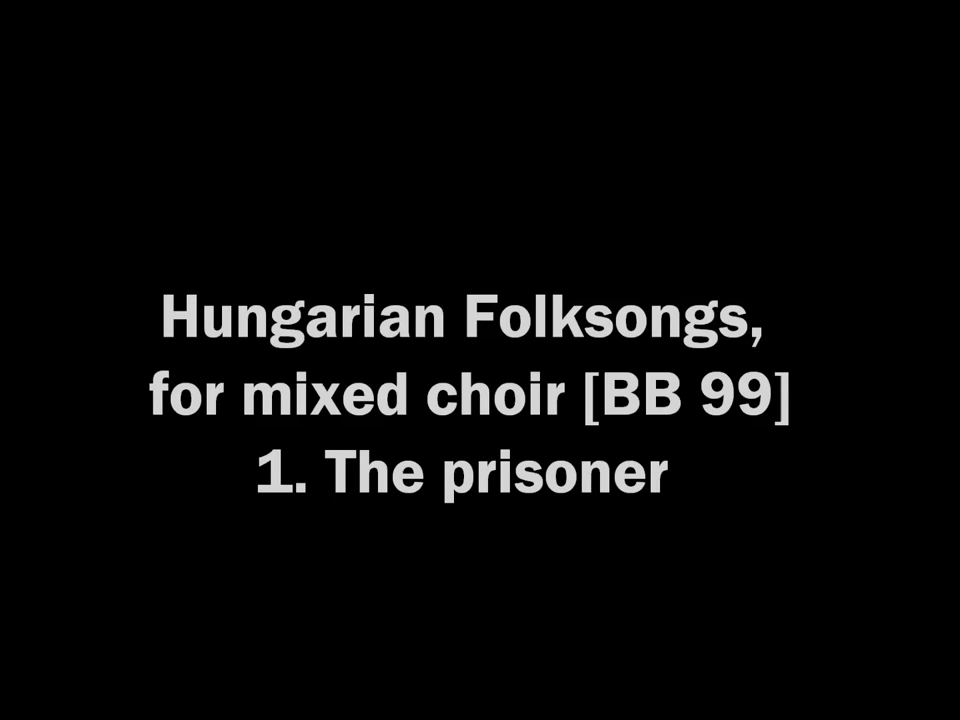 Hungarian Folksongs,
for mixed choir [BB 99]
1. The prisoner